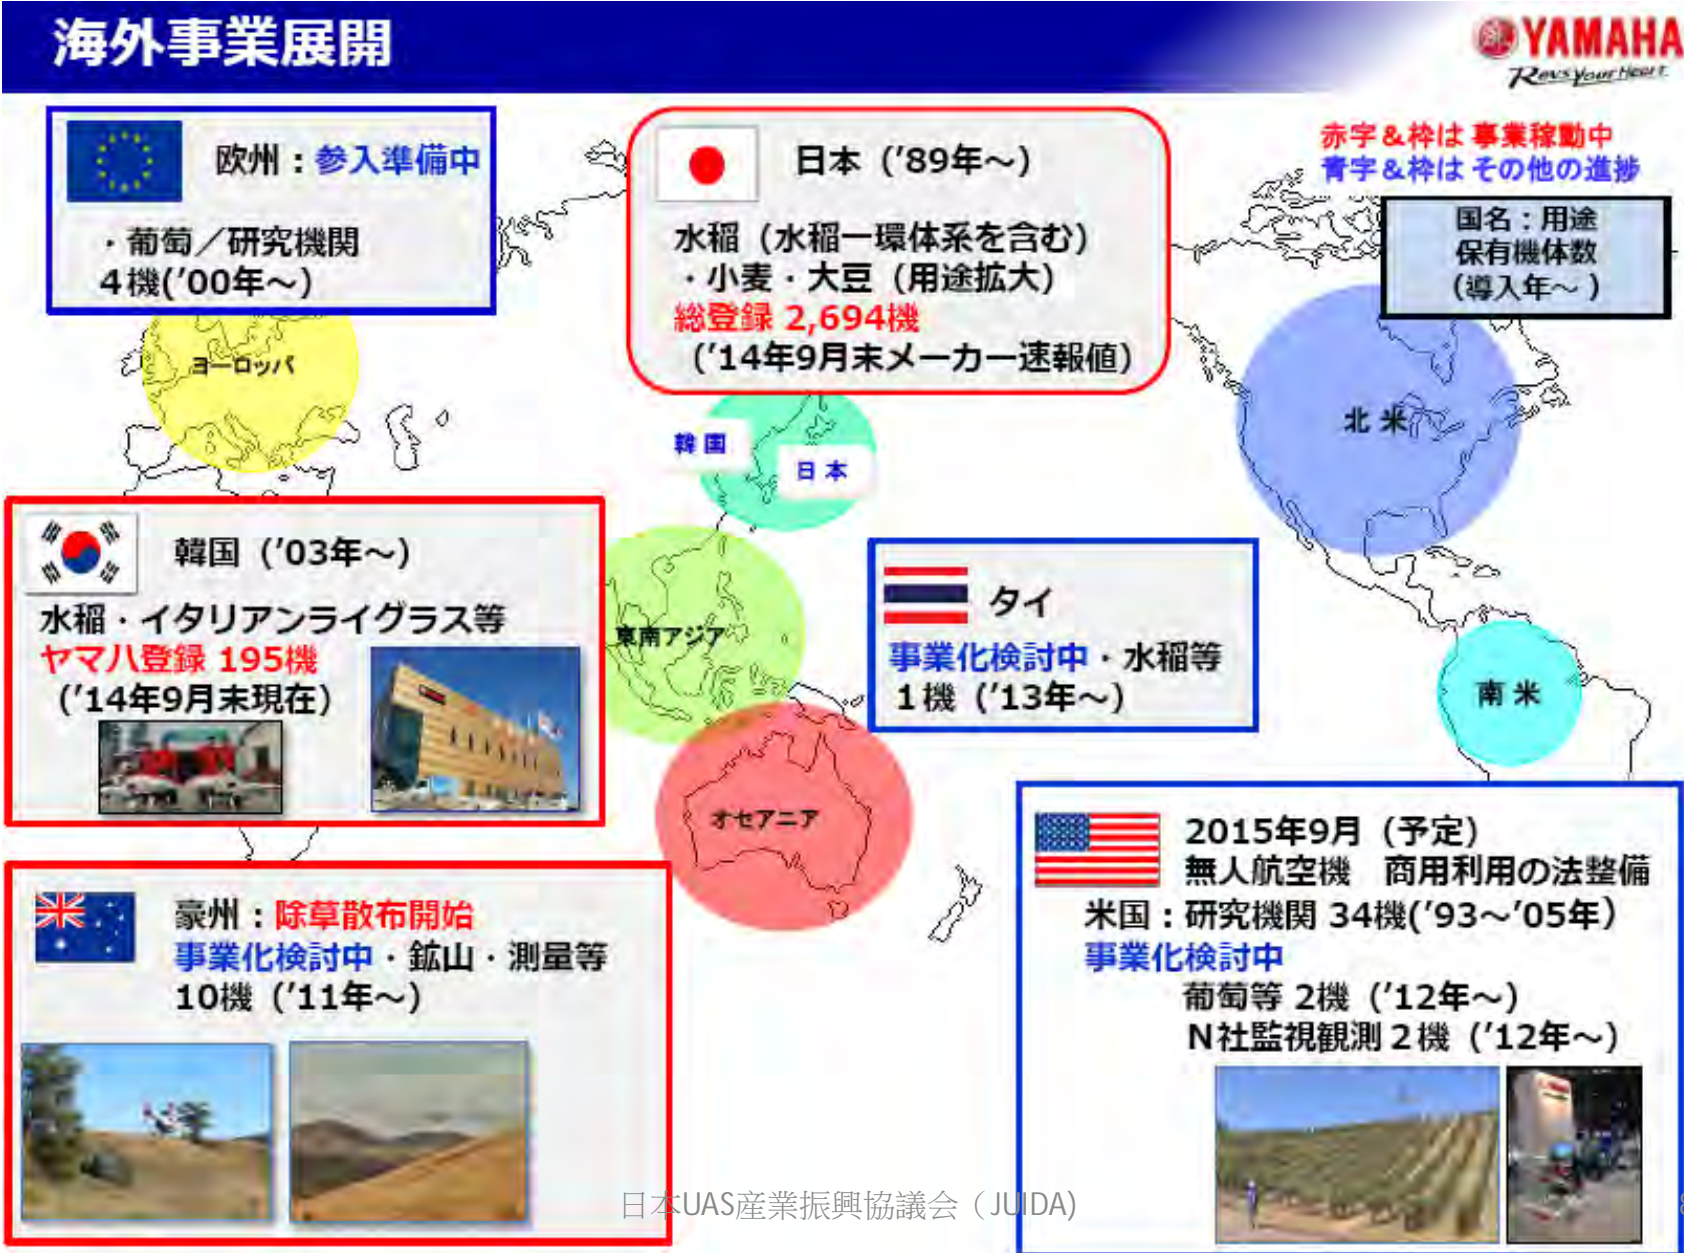 海外事業展開
YAMAHA
Revs Your Heart
欧州：参入準備中
・葡萄／研究機関
４機('00年～)
日本（'89年～）
水稲（水稲一環体系を含む）
・小麦・大豆（用途拡大）
総登録 2,694機
（'14年9月末メーカー速報値）
赤字＆枠は 事業稼動中
青字＆枠は その他の進捗
国名：用途
保有機体数
（導入年～ ）
ヨーロッパ
韓国
日本
北米
韓国（'03年～）
水稲・イタリアンライグラス等
ヤマハ登録 195機
（'14年9月末現在）
東南アジア
タイ
事業化検討中・水稲等
１機（'13年～）
南米
オセアニア
豪州：除草散布開始
事業化検討中・鉱山・測量等
10機（'11年～）
2015年9月（予定）
無人航空機　商用利用の法整備
米国：研究機関 34機('93～'05年）
事業化検討中
葡萄等 2機（'12年～）
Ｎ社監視観測２機（'12年～）
日本UAS産業振興協議会（JUIDA)